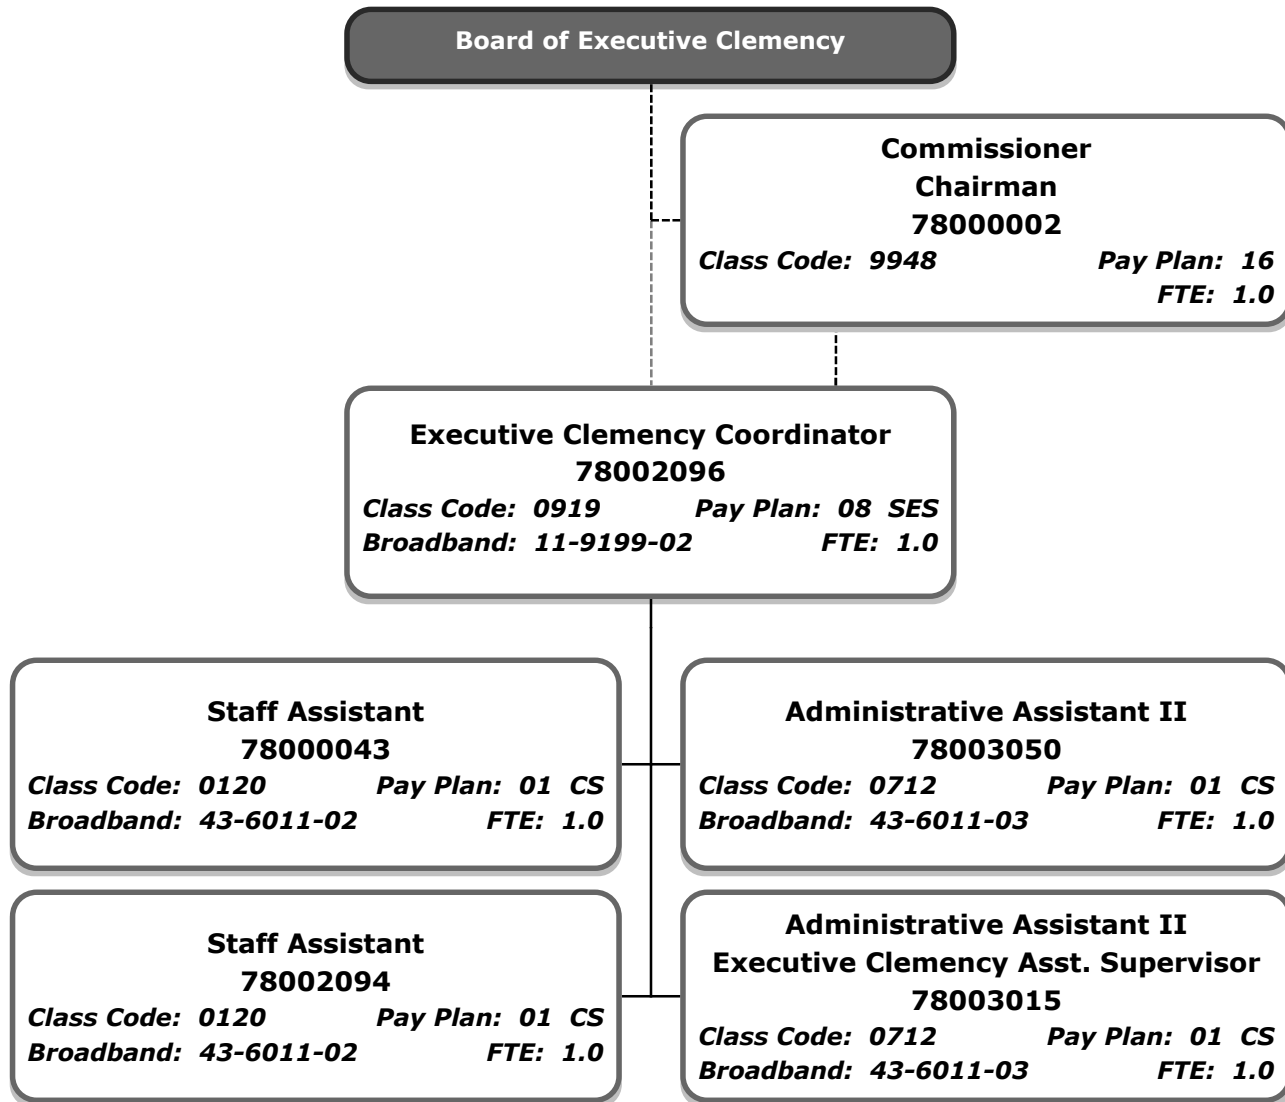 Board of Executive Clemency
Commissioner
Chairman
78000002
Class Code: 9948 Pay Plan: 16
FTE: 1.0
Executive Clemency Coordinator
78002096
Class Code: 0919 Pay Plan: 08 SES
Broadband: 11-9199-02 FTE: 1.0
Staff Assistant
78000043
Class Code: 0120 Pay Plan: 01 CS
Broadband: 43-6011-02 FTE: 1.0
Administrative Assistant II
78003050
Class Code: 0712 Pay Plan: 01 CS
Broadband: 43-6011-03 FTE: 1.0
Staff Assistant
78002094
Class Code: 0120 Pay Plan: 01 CS
Broadband: 43-6011-02 FTE: 1.0
Administrative Assistant II
Executive Clemency Asst. Supervisor
78003015
Class Code: 0712 Pay Plan: 01 CS
Broadband: 43-6011-03 FTE: 1.0